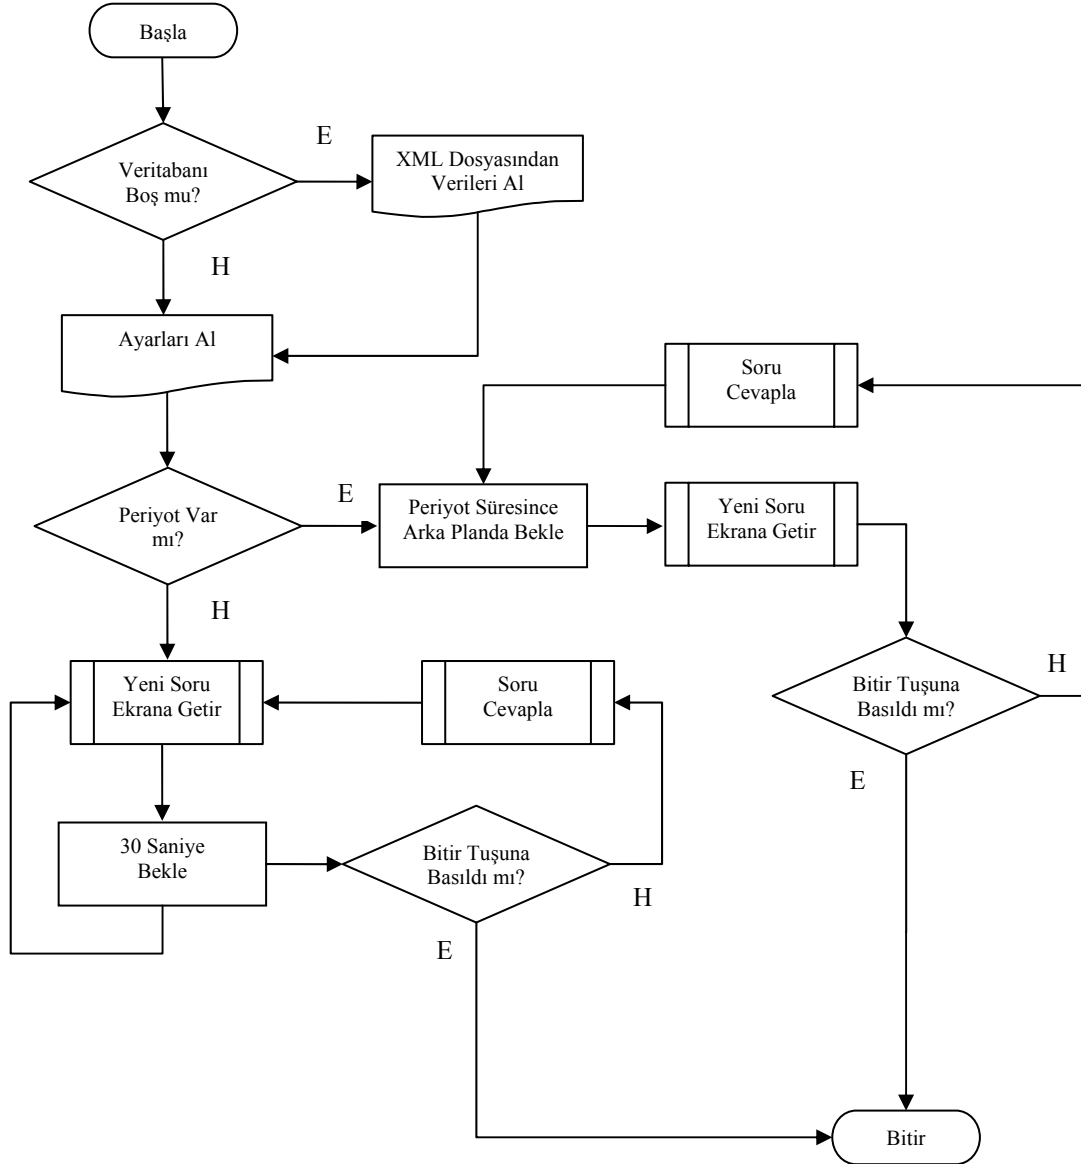 Başla
E
Veritabanı
Boş mu?
XML Dosyasından
Verileri Al
H
Ayarları Al
Soru
Cevapla
E
Periyot Var
mı?
Periyot Süresince
Arka Planda Bekle
Yeni Soru
Ekrana Getir
H
Yeni Soru
Ekrana Getir
Soru
Cevapla
Bitir Tuşuna
Basıldı mı?
H
E
30 Saniye
Bekle
Bitir Tuşuna
Basıldı mı?
H
E
Bitir